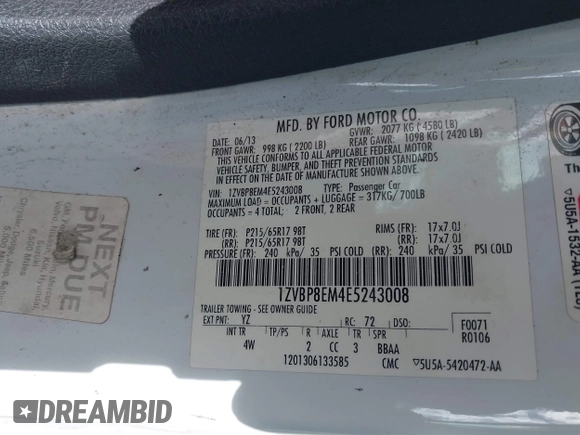 MFD. BY FORD MOTOR CO.
DATE: 06/13 GVWR: 2077 KG ( 4580 LB)
FRONT GAWR: 998 KG ( 2200 LB) REAR GAWR: 1098 KG ( 2420 LB)
THIS VEHICLE CONFORMS TO ALL APPLICABLE FEDERAL MOTOR
VEHICLE SAFETY, BUMPER, AND THEFT PREVENTION STANDARDS
IN EFFECT ON THE DATE OF MANUFACTURE SHOWN ABOVE.
VIN: 1ZVBP8EM4E5243008 TYPE: Passenger Car
MAXIMUM LOAD = OCCUPANTS + LUGGAGE = 317KG/ 700LB
OCCUPANTS = 4 TOTAL: 2 FRONT, 2 REAR
TIRE (FR): P215/65R17 98T RIMS (FR): 17x7.0J
TIRE (RR): P215/65R17 98T RIMS (RR): 17x7.0J
PRESSURE (FR): 240 kPa/ 35 PSI COLD (RR): 240 kPa/ 35 PSI COLD
1ZVBP8EM4E5243008
TRAILER TOWING - SEE OWNER GUIDE
EXT PNT: YZ RC: 72 DSO:
INT TR TP/PS R AXLE TR SPR
4W 2 CC 3 BBAA
1201306133585 CMC ▽5U5A-5420472-AA
F0071
R0106
NEXT
PM DUE
5U5A-1532-AA
DREAMBID